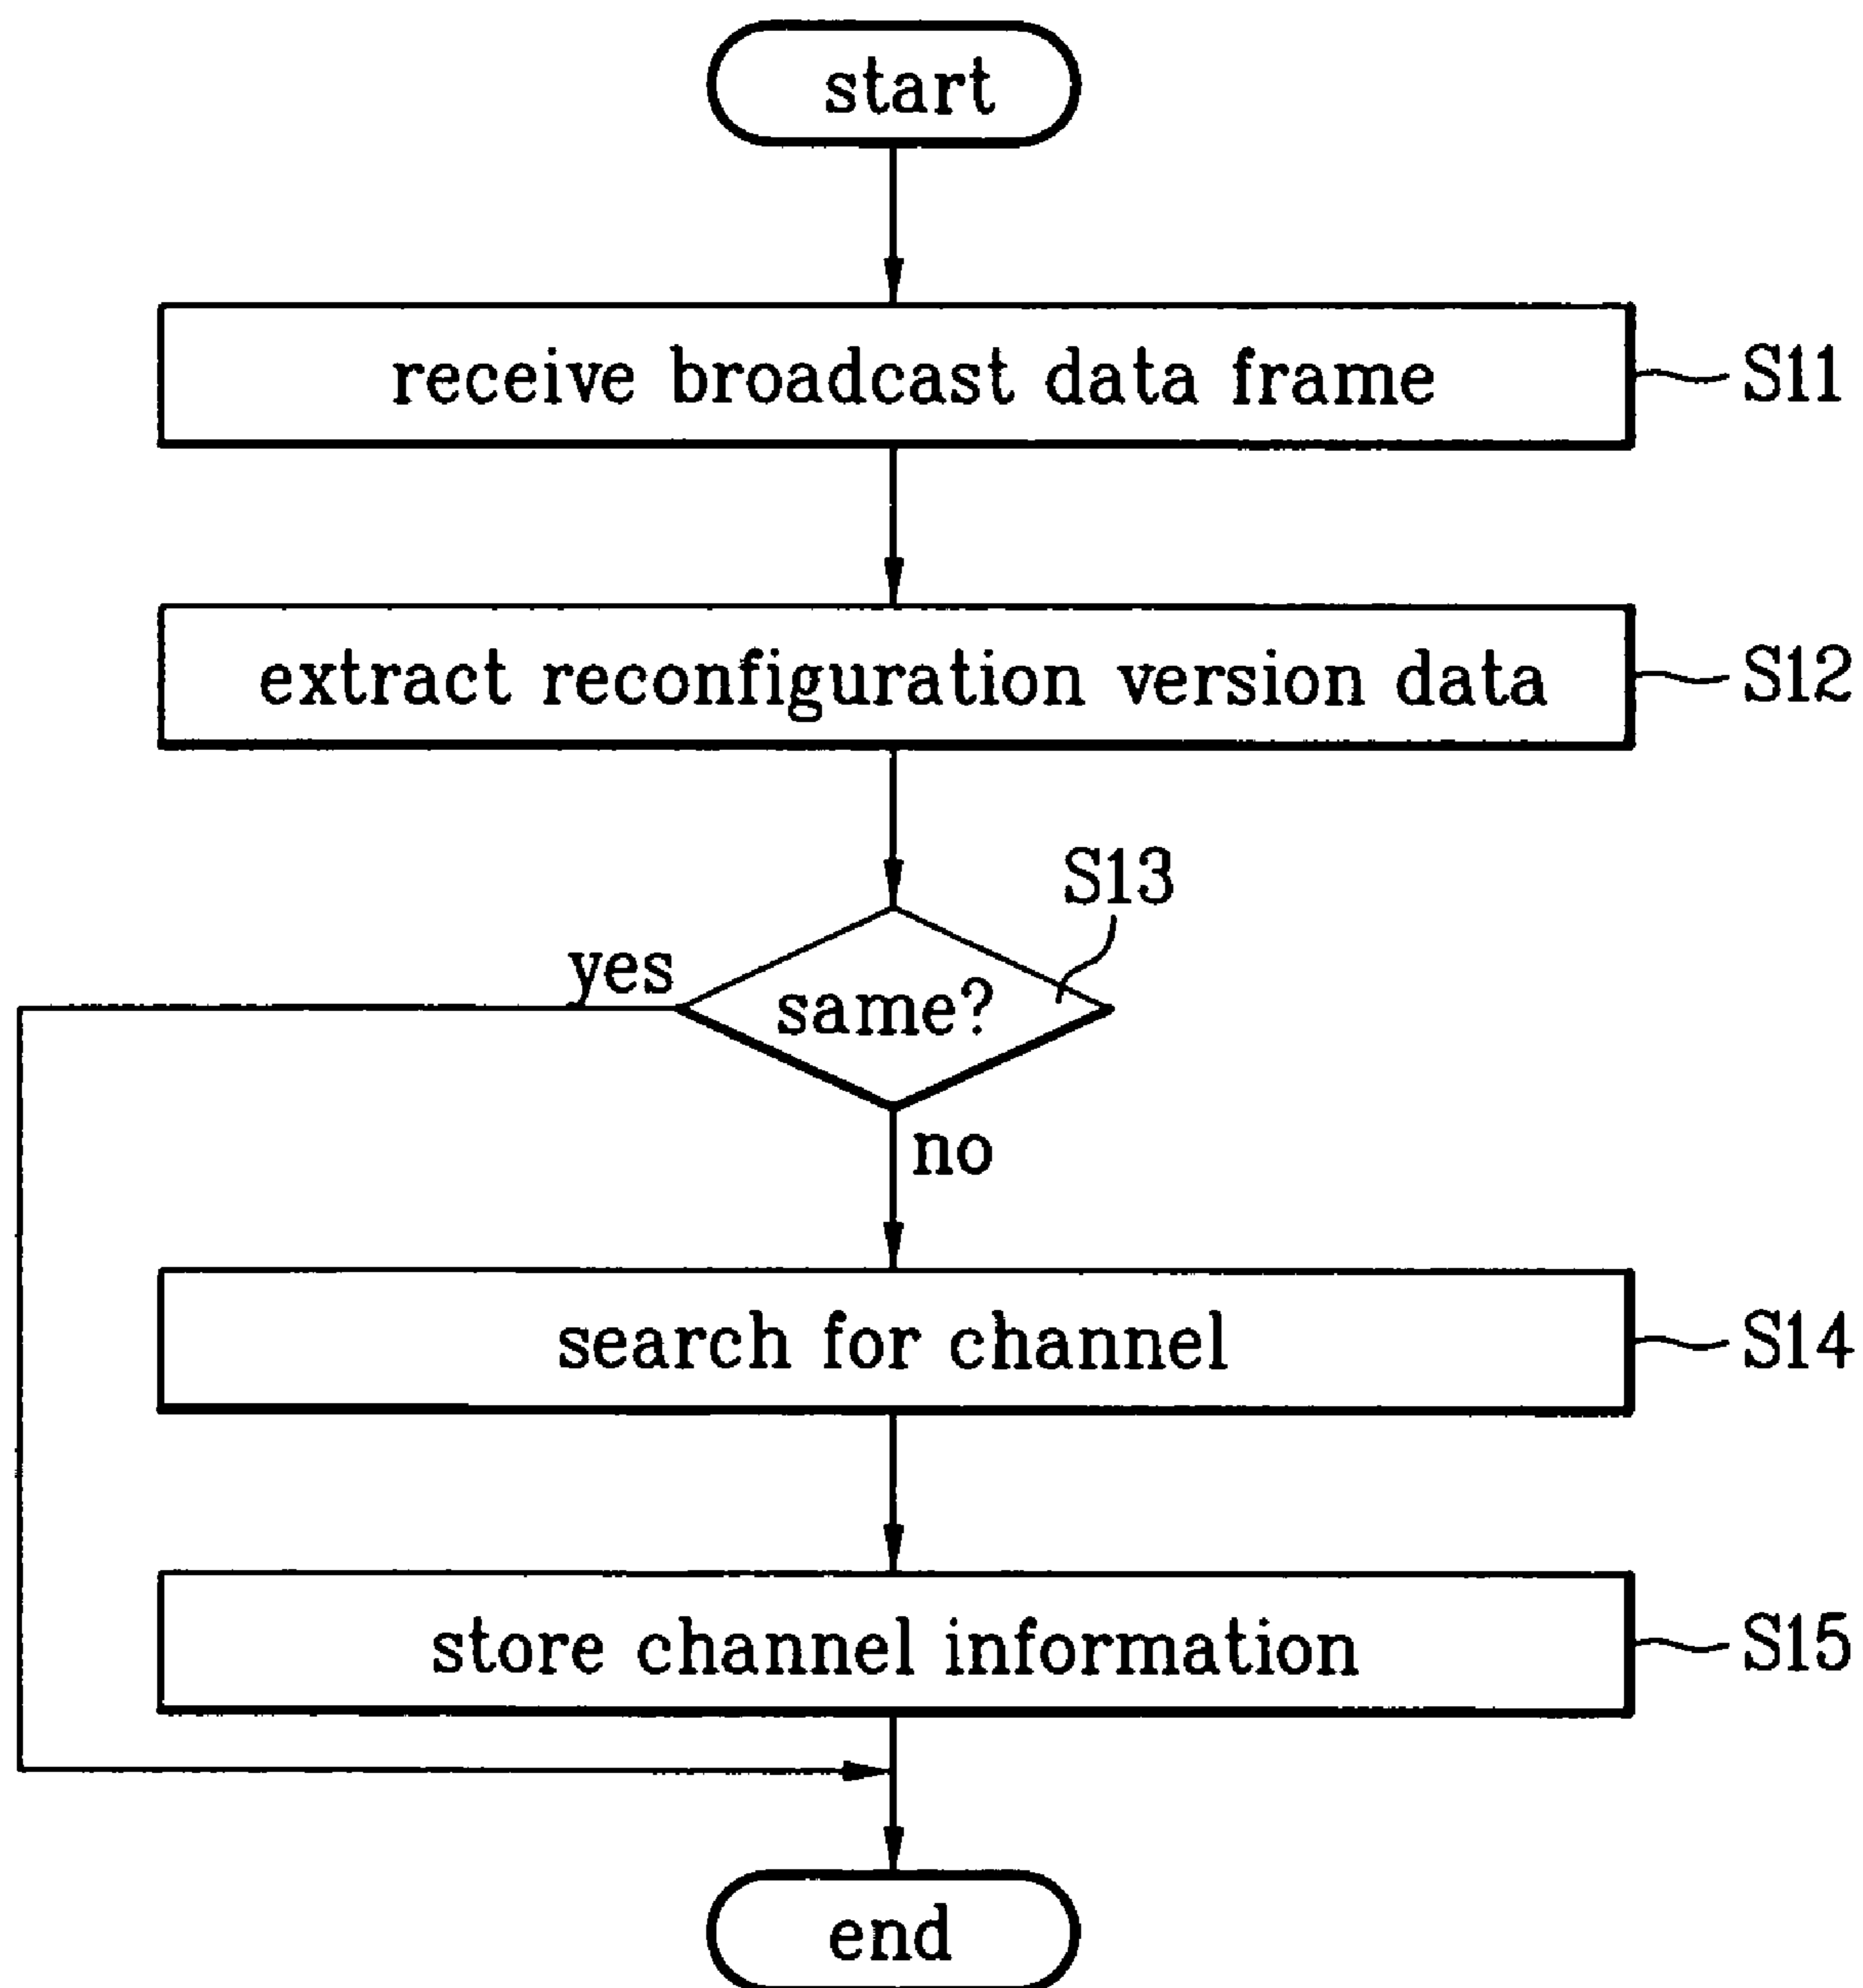 start
receive broadcast data frame
S11
extract reconfiguration version data
S12
S13
yes
same?
no
search for channel
S14
store channel information
S15
end